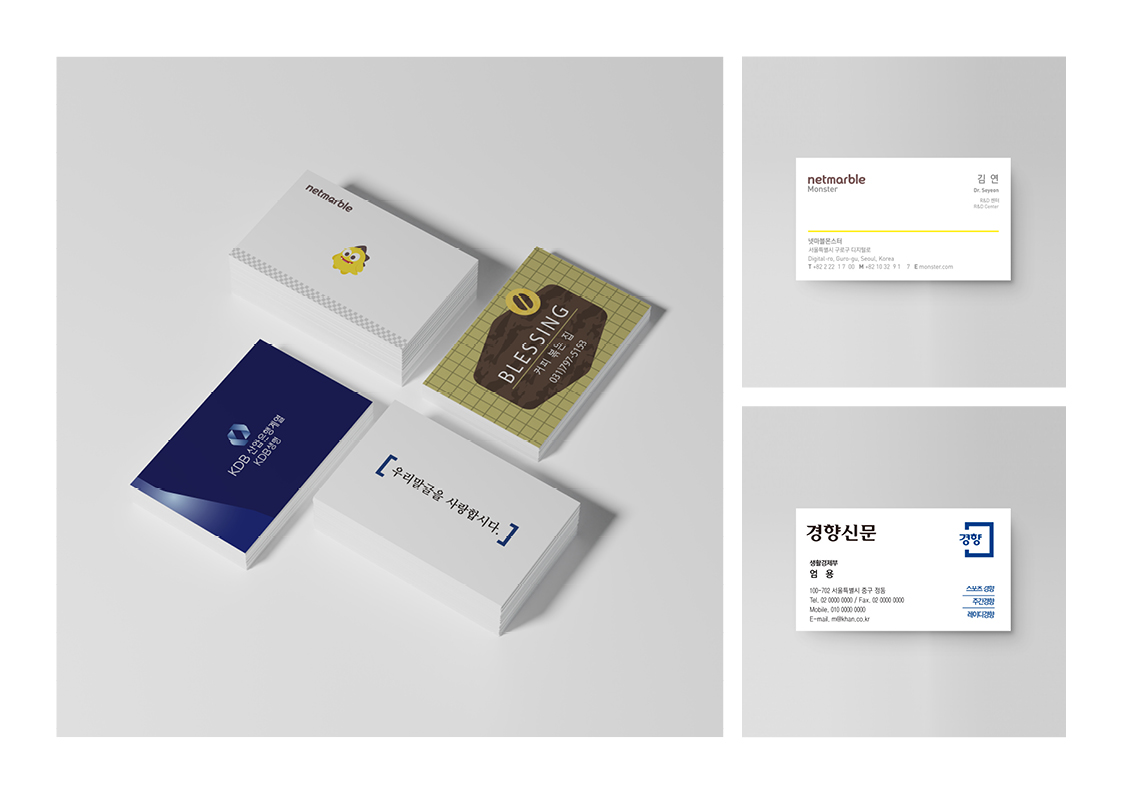 netmarble
BLESSING
커피 볶은 집
031)797-5153
KDB 산업은행계열
KDB생명
우리말글을 사랑합시다.
netmarble
Monster
김 연
Dr. Seyeon
R&D 센터
R&D Center
넷마블몬스터
서울특별시 구로구 디지털로
Digital-ro, Guro-gu, Seoul, Korea
T +82 2 22 1 7 00 M +82 10 32 9 1 7 E monster.com
경향신문
경향
생활경제부
엄 용
100-702 서울특별시 중구 정동
Tel. 02 0000 0000 / Fax. 02 0000 0000
Mobile, 010 0000 0000
E-mail. m@khan.co.kr
스포츠 경향
주간경향
레이디경향